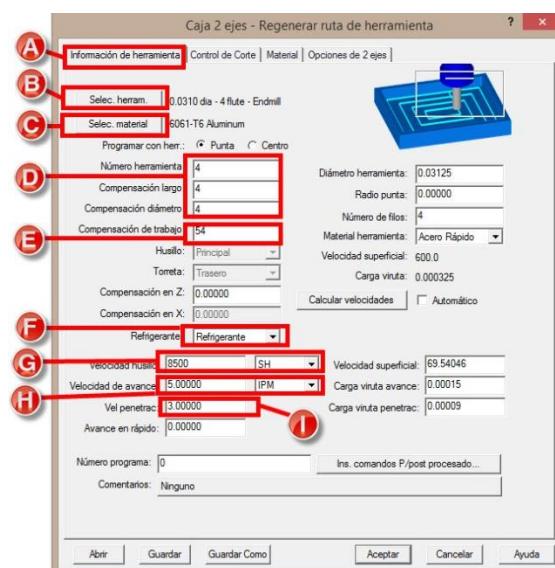 Caja 2 ejes - Regenerar ruta de herramienta ? x
A
Información de herramienta Control de Corte Material Opciones de 2 ejes
B
Selec. herram. 0.0310 dia - 4 flute - Endmill
C
Selec. material 6061-T6 Aluminum
Programar con herr.: Punta Centro
D
Número herramienta 4 Diámetro herramienta: 0.03125
Compensación largo 4 Radio punta: 0.00000
Compensación diámetro 4 Número de filos: 4
E
Compensación de trabajo 54 Material herramienta: Acero Rápido
Husillo: Principal Velocidad superficial: 600.0
Torreta: Trasero Carga viruta: 0.000325
Compensación en Z: 0.00000 Calcular velocidades Automático
Compensación en X: 0.00000
F
Refrigerante Refrigerante
G
Velocidad husillo 8500 SH Velocidad superficial: 69.54046
H
Velocidad de avance 5.00000 IPM Carga viruta avance: 0.00015
Vel penetrac: 3.00000 I Carga viruta penetrac: 0.00009
Avance en rápido: 0.00000
Número programa: 0 Ins. comandos P/post procesado...
Comentarios: Ninguno
Abrir Guardar Guardar Como Aceptar Cancelar Ayuda